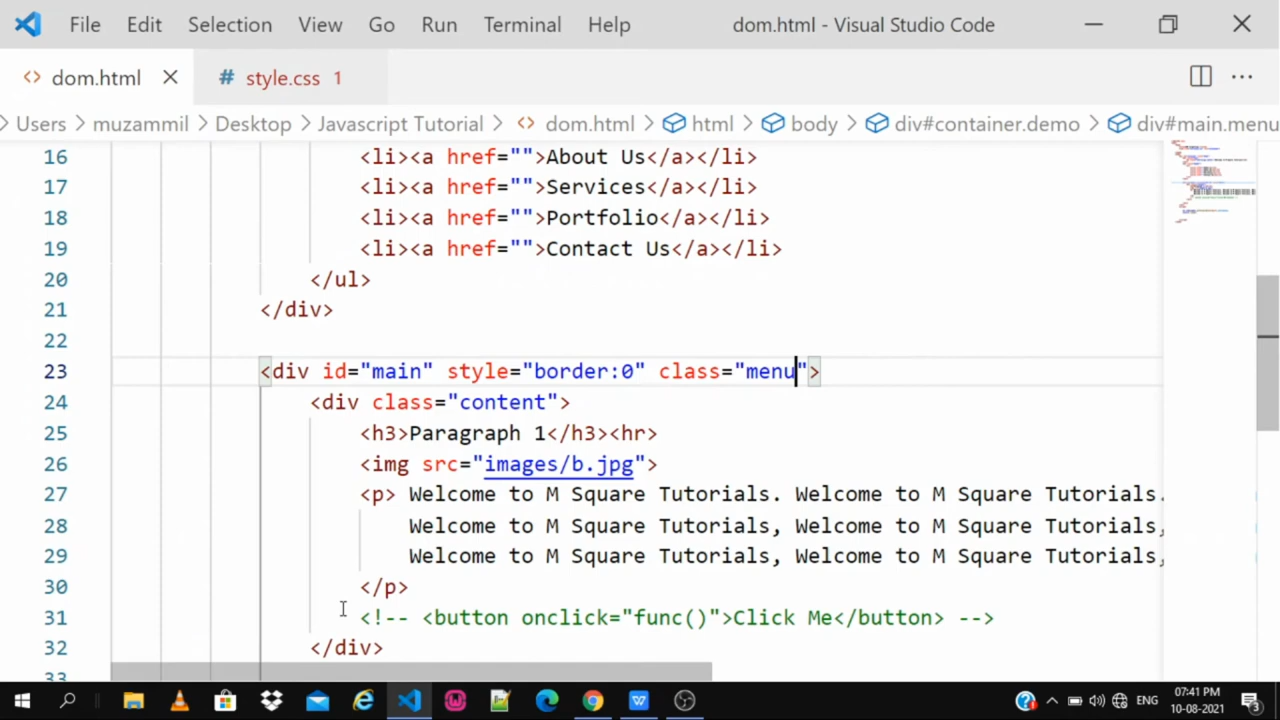 File Edit Selection View Go Run Terminal Help dom.html - Visual Studio Code
dom.html style.css 1
Users > muzammil > Desktop > Javascript Tutorial > dom.html > html > body > div#container.demo > div#main.menu
16 <li><a href="">About Us</a></li>
17 <li><a href="">Services</a></li>
18 <li><a href="">Portfolio</a></li>
19 <li><a href="">Contact Us</a></li>
20 </ul>
21 </div>
22
23 <div id="main" style="border:0" class="menu">
24 <div class="content">
25 <h3>Paragraph 1</h3><hr>
26 <img src="images/b.jpg">
27 <p> Welcome to M Square Tutorials. Welcome to M Square Tutorials.
28 Welcome to M Square Tutorials, Welcome to M Square Tutorials,
29 Welcome to M Square Tutorials, Welcome to M Square Tutorials,
30 </p>
31 <!-- <button onclick="func()">Click Me</button> -->
32 </div>
33
ENG 07:41 PM
10-08-2021 3